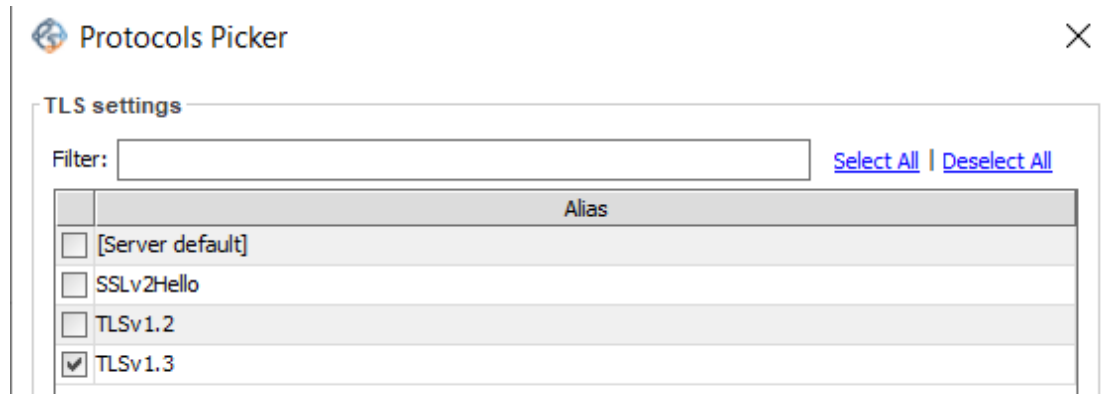 Protocols Picker
TLS settings
Filter: Select All | Deselect All
Alias
[Server default]
SSLv2Hello
TLSv1.2
TLSv1.3